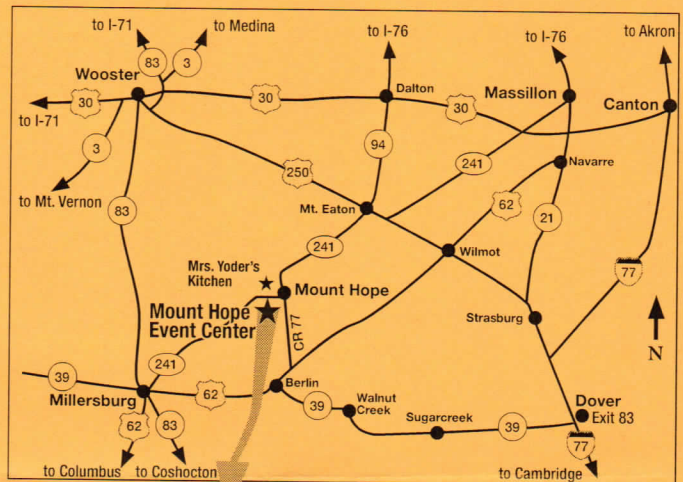 to I-71
to Medina
to I-76
to I-76
to Akron
83
3
Wooster
Dalton
Massillon
Canton
30
30
30
to I-71
3
94
241
Navarre
250
62
to Mt. Vernon
83
Mt. Eaton
21
241
Wilmot
77
Mrs. Yoder's
Kitchen
Mount Hope
Mount Hope
Event Center
CR 77
Strasburg
N
241
39
62
Berlin
Millersburg
39
Walnut
Creek
Sugarcreek
39
Dover
Exit 83
62
83
77
to Columbus
to Coshocton
to Cambridge